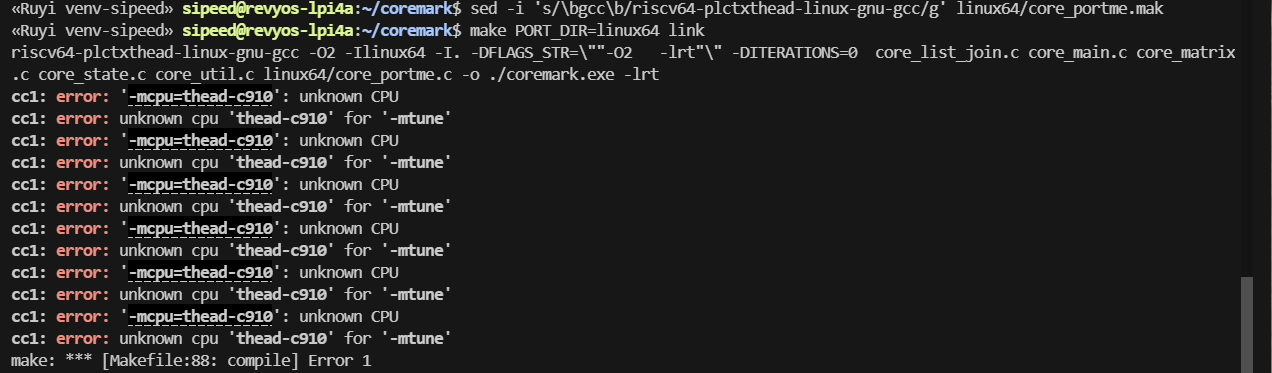 «Ruyi venv-sipeed» sipeed@revyos-lpi4a:~/coremark$ sed -i 's/\bgcc\b/riscv64-plctxthead-linux-gnu-gcc/g' linux64/core_portme.mak
«Ruyi venv-sipeed» sipeed@revyos-lpi4a:~/coremark$ make PORT_DIR=linux64 link
riscv64-plctxthead-linux-gnu-gcc -O2 -Ilinux64 -I. -DFLAGS_STR=\""-O2   -lrt"\" -DITERATIONS=0  core_list_join.c core_main.c core_matrix
.c core_state.c core_util.c linux64/core_portme.c -o ./coremark.exe -lrt
cc1: error: '-mcpu=thead-c910': unknown CPU
cc1: error: unknown cpu 'thead-c910' for '-mtune'
cc1: error: '-mcpu=thead-c910': unknown CPU
cc1: error: unknown cpu 'thead-c910' for '-mtune'
cc1: error: '-mcpu=thead-c910': unknown CPU
cc1: error: unknown cpu 'thead-c910' for '-mtune'
cc1: error: '-mcpu=thead-c910': unknown CPU
cc1: error: unknown cpu 'thead-c910' for '-mtune'
cc1: error: '-mcpu=thead-c910': unknown CPU
cc1: error: unknown cpu 'thead-c910' for '-mtune'
cc1: error: '-mcpu=thead-c910': unknown CPU
cc1: error: unknown cpu 'thead-c910' for '-mtune'
make: *** [Makefile:88: compile] Error 1